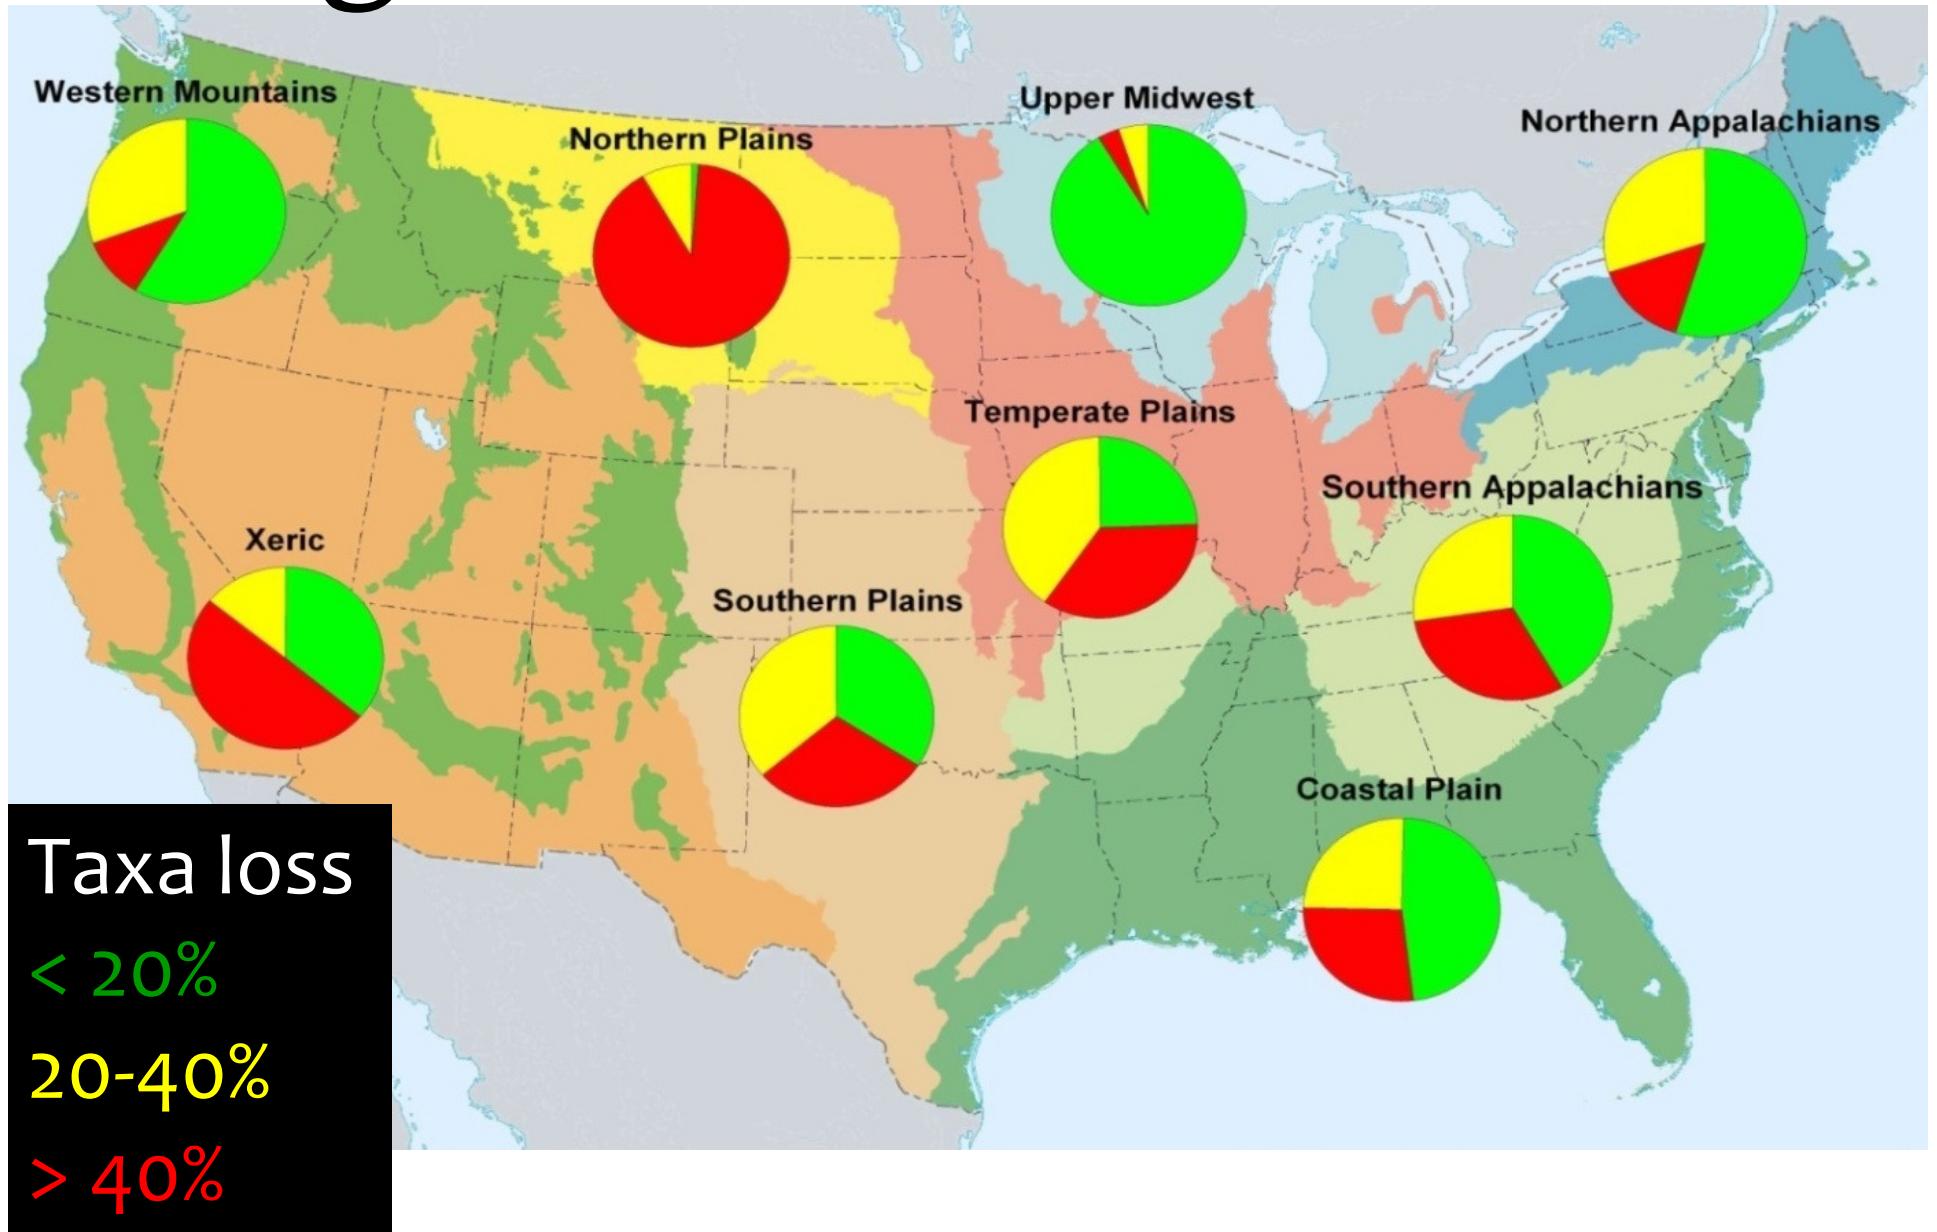 Western Mountains
Upper Midwest
Northern Appalachians
Northern Plains
Temperate Plains
Southern Appalachians
Xeric
Southern Plains
Coastal Plain
Taxa loss
< 20%
20-40%
> 40%